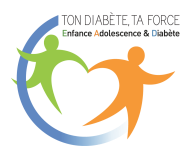 TON DIABÈTE, TA FORCE
Enfance Adolescence & Diabète